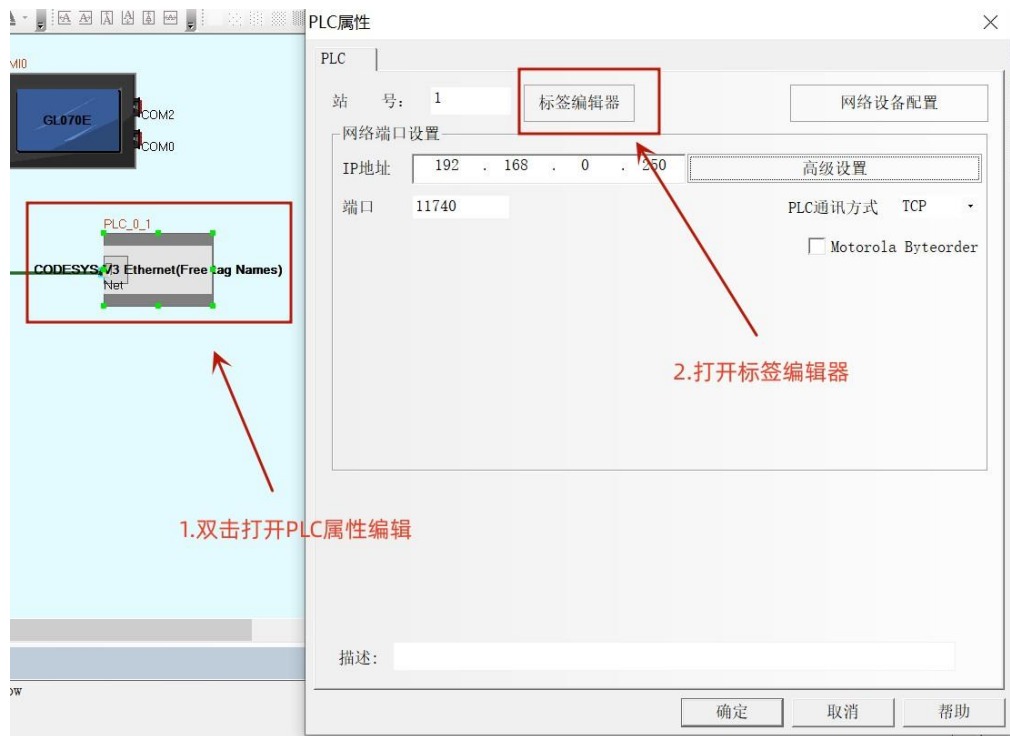 PLC属性
MI0
PLC
站 号: 1
标签编辑器
网络设备配置
GL070E
COM2
COM0
网络端口设置
IP地址 192 . 168 . 0 . 250
高级设置
端口 11740
PLC通讯方式 TCP
Motorola Byteorder
PLC_0_1
CODESYS V3 Ethernet(Free tag Names)
Net
2.打开标签编辑器
1.双击打开PLC属性编辑
描述:
ow
确定
取消
帮助